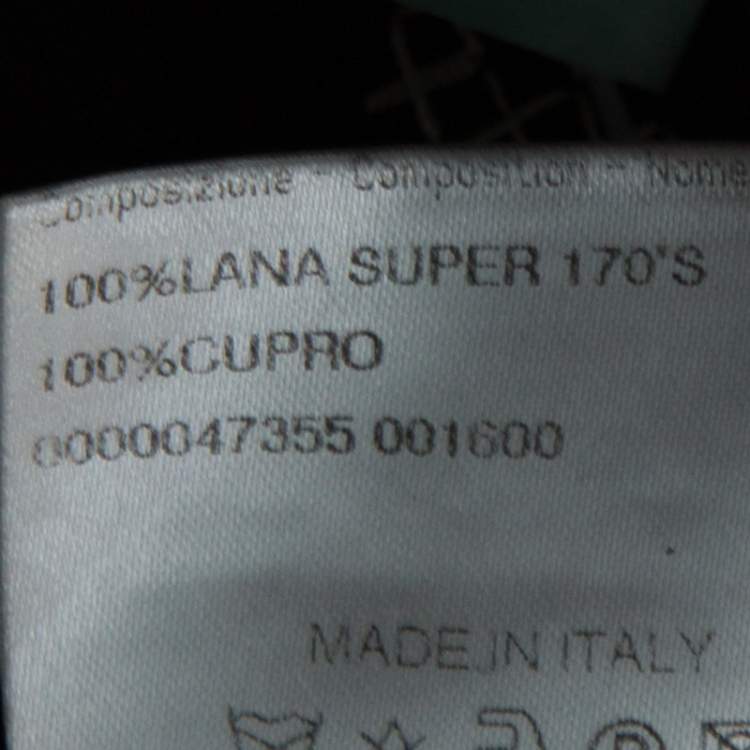 Composizione - Composition - Nome
100%LANA SUPER 170'S
100%CUPRO
0000047355 001600
MADE IN ITALY